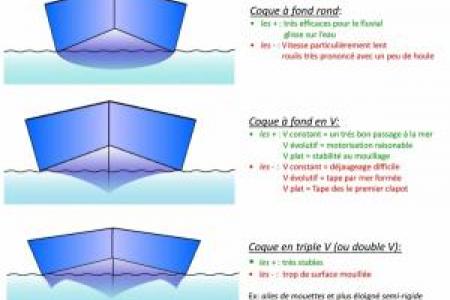 Coque à fond rond:
• les + : très efficaces pour le fluvial
glisse sur l'eau
• les - : Vitesse particulièrement lent
roulis très prononcé avec un peu de houle
Coque à fond en V:
• les + : V constant = un très bon passage à la mer
V évolutif = motorisation raisonable
V plat = stabilité au mouillage
• les - : V constant = déjaugeage difficile
V évolutif = tape par mer formée
V plat = Tape des le premier clapot
Coque en triple V (ou double V):
• les + : très stables
• les - : trop de surface mouillée
Ex: ailes de mouettes et plus éloigné semi-rigide